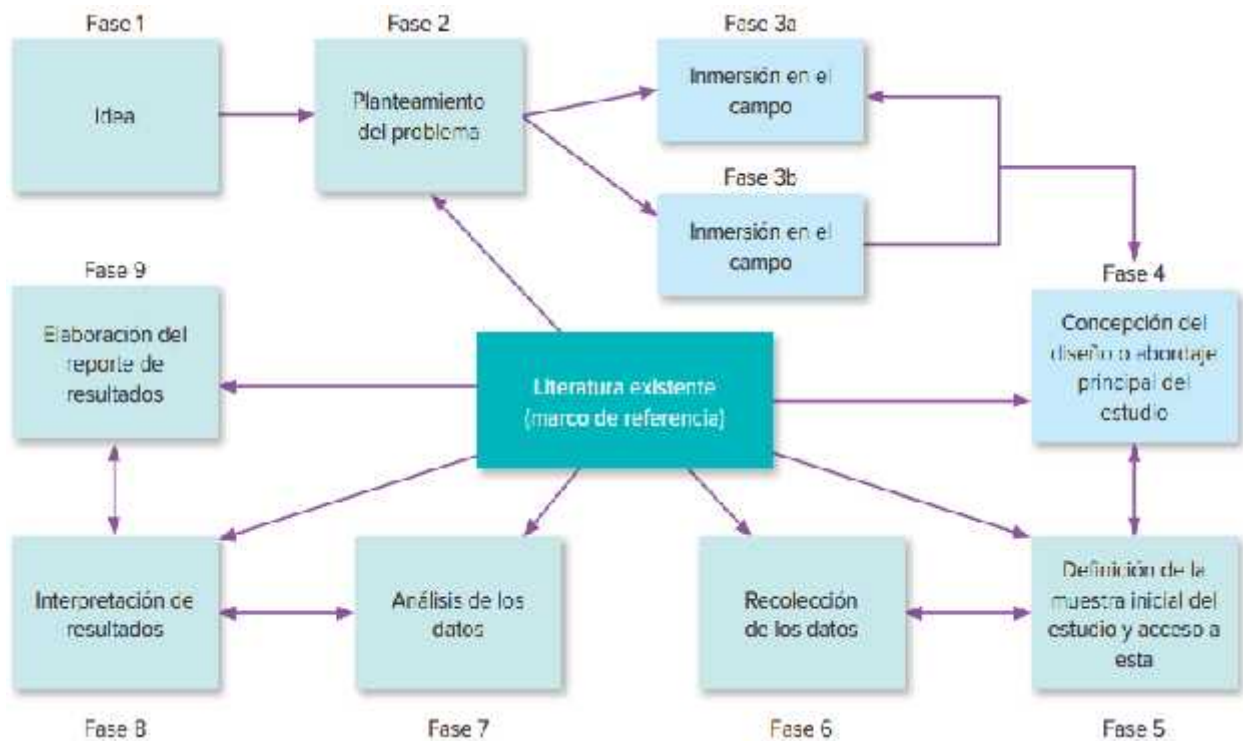 Fase 1
Idea
Fase 2
Planteamiento
del problema
Fase 3a
Inmersión en el
campo
Fase 3b
Inmersión en el
campo
Fase 4
Concepción del
diseño o abordaje
principal del
estudio
Fase 9
Elaboración del
reporte de
resultados
Literatura existente
(marco de referencia)
Interpretación de
resultados
Fase 8
Análisis de los
datos
Fase 7
Recolección
de los datos
Fase 6
Definición de la
muestra inicial del
estudio y acceso a
esta
Fase 5